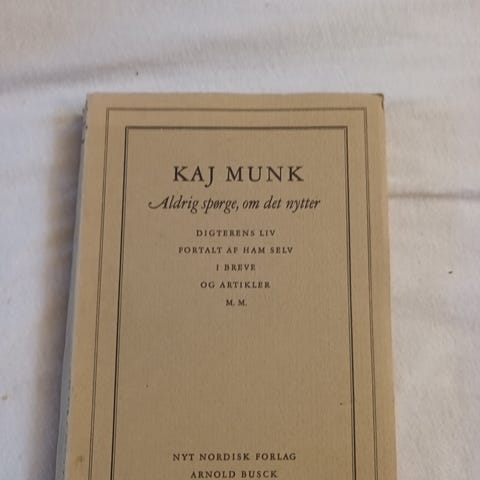 KAJ MUNK
Aldrig spørge, om det nytter
DIGTERENS LIV
FORTALT AF HAM SELV
I BREVE
OG ARTIKLER
M. M.
NYT NORDISK FORLAG
ARNOLD BUSCK